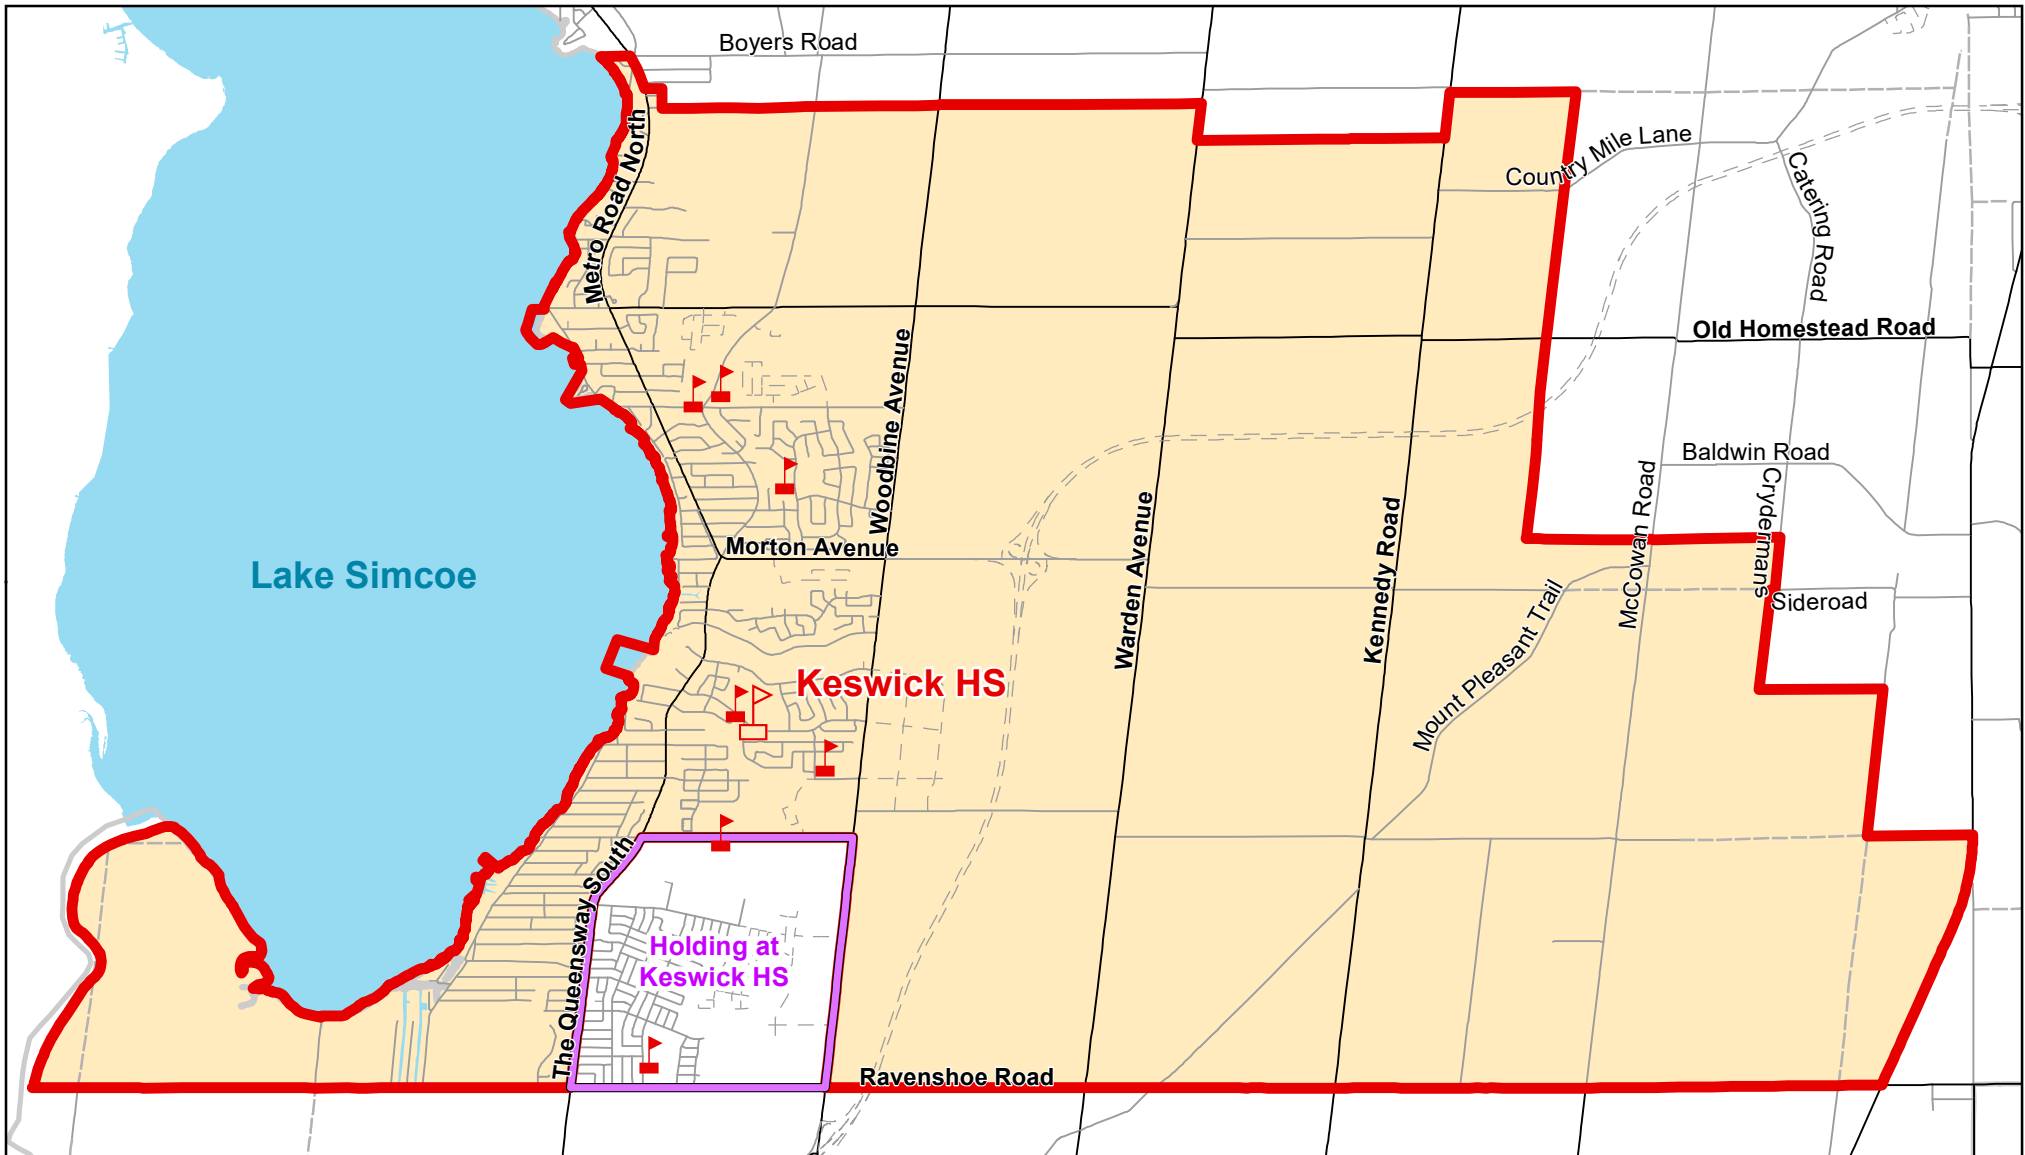 Boyers Road
Country Mile Lane
Catering Road
Metro Road North
Old Homestead Road
Woodbine Avenue
Baldwin Road
McCowan Road
Crydermans
Sideroad
Morton Avenue
Warden Avenue
Kennedy Road
Lake Simcoe
Mount Pleasant Trail
Keswick HS
The Queensway South
Holding at
Keswick HS
Ravenshoe Road